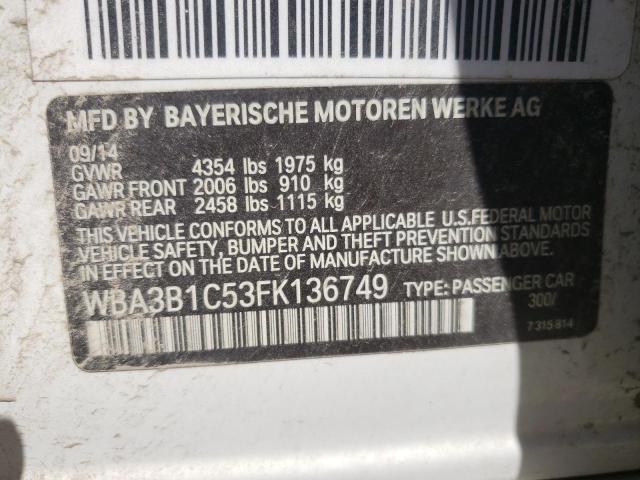 MFD BY BAYERISCHE MOTOREN WERKE AG
09/14
GVWR 4354 lbs 1975 kg
GAWR FRONT 2006 lbs 910 kg
GAWR REAR 2458 lbs 1115 kg
THIS VEHICLE CONFORMS TO ALL APPLICABLE U.S.FEDERAL MOTOR
VEHICLE SAFETY, BUMPER AND THEFT PREVENTION STANDARDS
IN EFFECT ON THE DATE OF MANUFACTURE SHOWN ABOVE.
WBA3B1C53FK136749 TYPE: PASSENGER CAR
300/
7 315 814